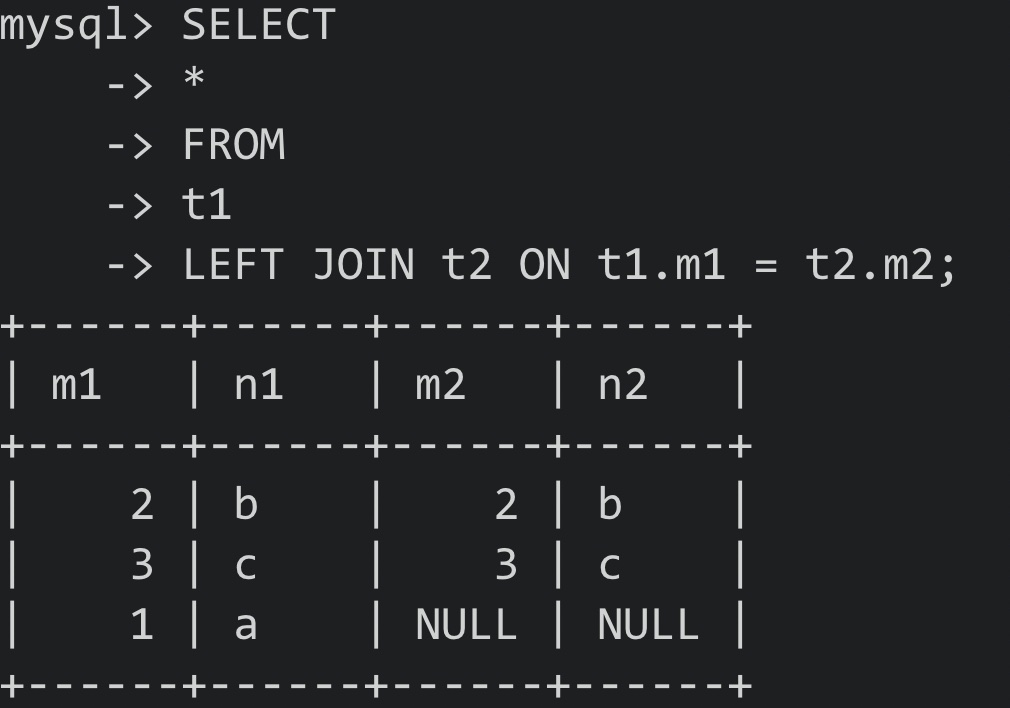 mysql> SELECT
    -> *
    -> FROM
    -> t1
    -> LEFT JOIN t2 ON t1.m1 = t2.m2;
+------+------+------+------+
| m1   | n1   | m2   | n2   |
+------+------+------+------+
|    2 | b    |    2 | b    |
|    3 | c    |    3 | c    |
|    1 | a    | NULL | NULL |
+------+------+------+------+